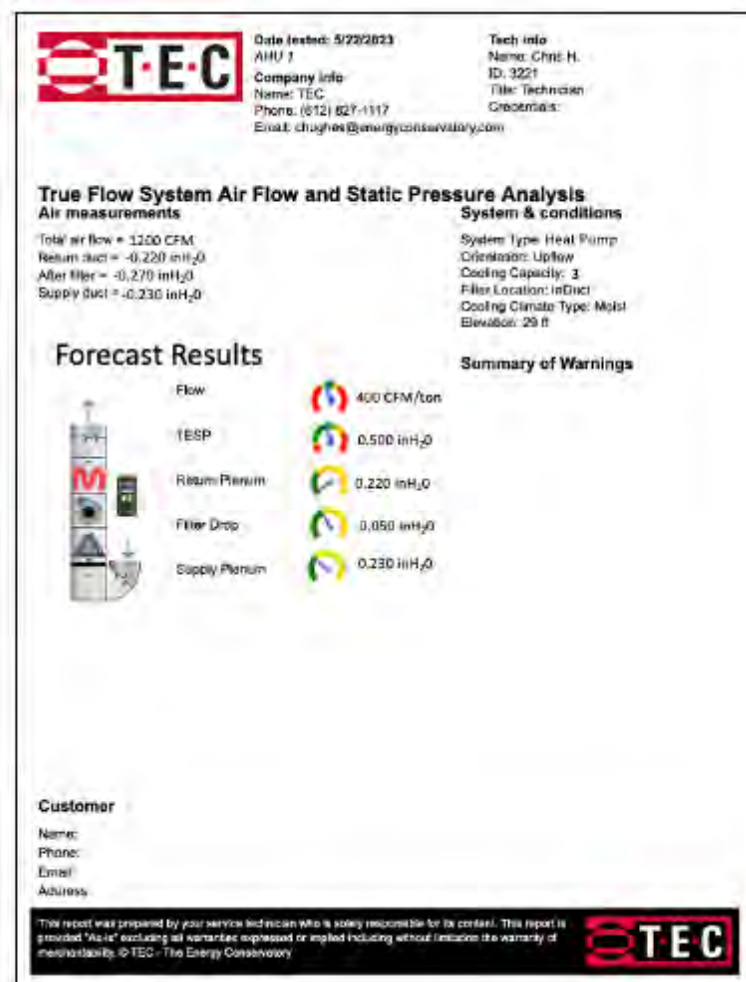 T·E·C
Date tested: 5/22/2023
AHU 1
Company info
Name: TEC
Phone: (612) 827-1117
Email: chughes@energyconservatory.com
Tech info
Name: Chris H.
ID: 3221
Title: Technician
Credentials:
True Flow System Air Flow and Static Pressure Analysis
Air measurements
Total air flow = 1200 CFM
Return duct = -0.220 inH₂0
After filter = -0.270 inH₂0
Supply duct = -0.230 inH₂0
System & conditions
System Type: Heat Pump
Orientation: Upflow
Cooling Capacity: 3
Filter Location: InDuct
Cooling Climate Type: Moist
Elevation: 29 ft
Forecast Results
Summary of Warnings
Flow 400 CFM/ton
TESP 0.500 inH₂0
Return Plenum 0.220 inH₂0
Filter Drop 0.050 inH₂0
Supply Plenum 0.230 inH₂0
Customer
Name:
Phone:
Email:
Address:
This report was prepared by your service technician who is solely responsible for its content. This report is
provided "As-is" excluding all warranties expressed or implied including without limitation the warranty of
merchantability. © TEC - The Energy Conservatory
T·E·C